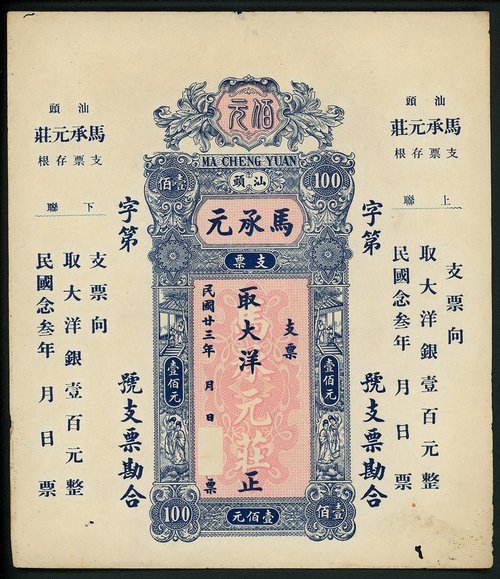 汕頭
馬承元莊
支票存根
上聯
支票向
取大洋銀壹百元整
民國念叁年 月 日 票
字第 號支票勘合
佰元
MA CHENG YUAN
100
汕頭
壹佰
馬承元
支票
支票
取大洋 正
民國廿三年 月 日 票
馬承元莊
壹佰元
壹佰元
壹佰
壹佰元
100
字第 號支票勘合
汕頭
馬承元莊
支票存根
下聯
支票向
取大洋銀壹百元整
民國念叁年 月 日 票